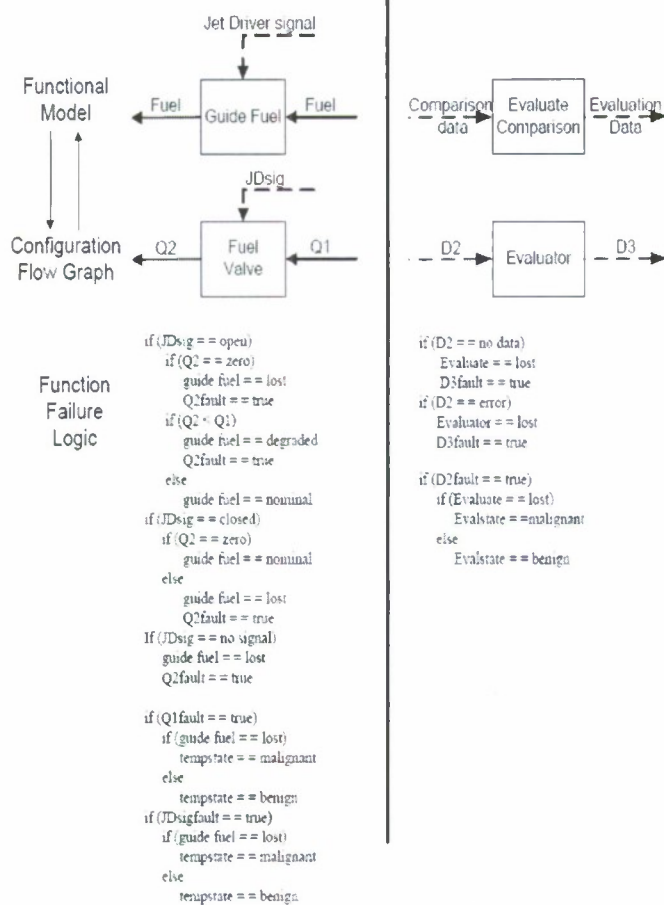 Jet Driver signal
Functional
Model
Fuel
Guide Fuel
Fuel
Comparison
data
Evaluate
Comparison
Evaluation
Data
JDsig
Configuration
Flow Graph
Q2
Fuel
Valve
Q1
D2
Evaluator
D3
Function
Failure
Logic
if (JDsig = = open)
if (Q2 = = zero)
guide fuel = = lost
Q2fault = = true
if (Q2 < Q1)
guide fuel = = degraded
Q2fault = = true
else
guide fuel = = nominal
if (JDsig = = closed)
if (Q2 = = zero)
guide fuel = = nominal
else
guide fuel = = lost
Q2fault = = true
If (JDsig = = no signal)
guide fuel = = lost
Q2fault = = true
if (Q1fault = = true)
if (guide fuel = = lost)
tempstate = = malignant
else
tempstate = = benign
if (JDsigfault = = true)
if (guide fuel = = lost)
tempstate = = malignant
else
tempstate = = benign
if (D2 = = no data)
Evaluate = = lost
D3fault = = true
if (D2 = = error)
Evaluator = = lost
D3fault = = true
if (D2fault = = true)
if (Evaluate = = lost)
Evalstate = =malignant
else
Evalstate = = benign